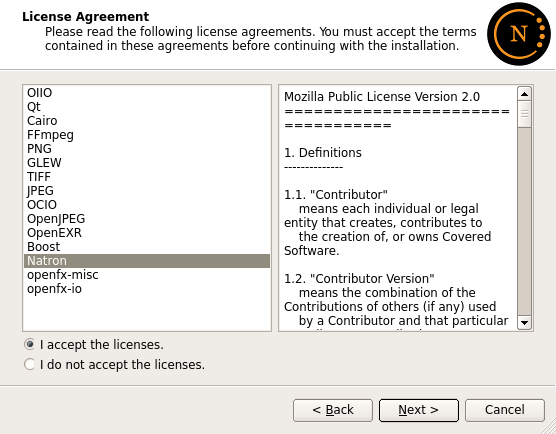 License Agreement
Please read the following license agreements. You must accept the terms
contained in these agreements before continuing with the installation.
N
OIIO
Qt
Cairo
FFmpeg
PNG
GLEW
TIFF
JPEG
OCIO
OpenJPEG
OpenEXR
Boost
Natron
openfx-misc
openfx-io
Mozilla Public License Version 2.0
=======================
===========
1. Definitions
--------------
1.1. "Contributor"
means each individual or legal
entity that creates, contributes to
the creation of, or owns Covered
Software.
1.2. "Contributor Version"
means the combination of the
Contributions of others (if any) used
by a Contributor and that particular
I accept the licenses.
I do not accept the licenses.
< Back
Next >
Cancel